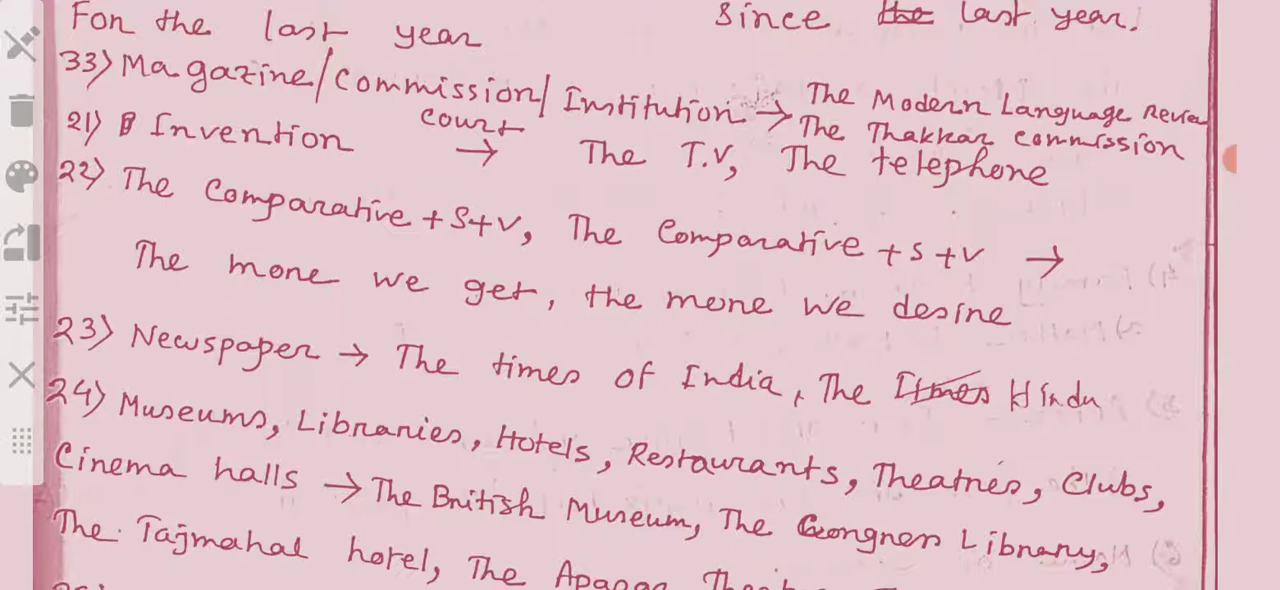 For the last year since the last year.
33) Magazine/Commission/Institution → The Modern Language Review
court The Thakkar Commission
21) Invention → The T.V, The telephone
22) The Comparative + S+V, The Comparative + S +V →
The more we get, the more we desire
23) Newspaper → The times of India, The Times Hindu
24) Museums, Libraries, Hotels, Restaurants, Theatres, Clubs,
Cinema halls → The British Museum, The Congress Library,
The Tajmahal hotel, The